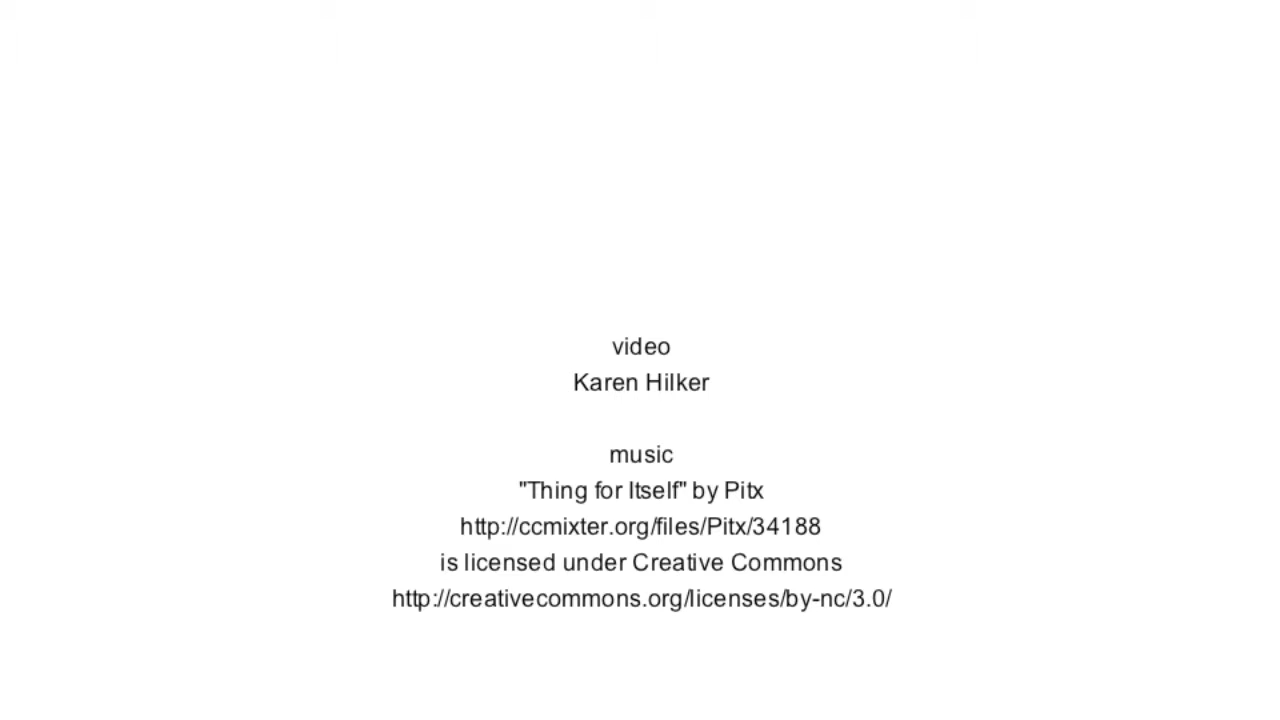 video
Karen Hilker
music
"Thing for Itself" by Pitx
http://ccmixter.org/files/Pitx/34188
is licensed under Creative Commons
http://creativecommons.org/licenses/by-nc/3.0/